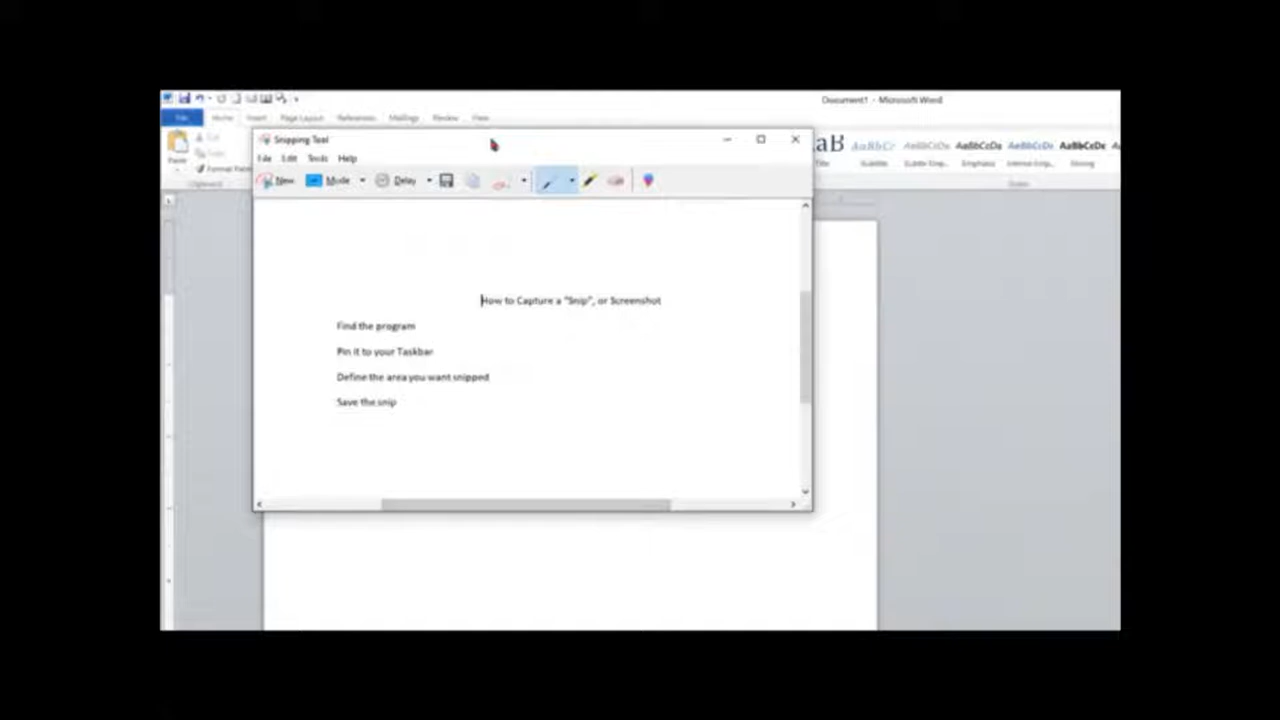 Document1 - Microsoft Word
File Home Insert Page Layout References Mailings Review View
Snipping Tool
File Edit Tools Help
New Mode Delay
Paste
Cut
Copy
Format
Clipboard
AaBbCc AaBbCcDc AaBbCcDc AaBbCcDc AaBbCcDc
Title Subtitle Subtle Emp... Emphasis Intense Emp... Strong
Styles
How to Capture a "Snip", or Screenshot
Find the program
Pin it to your Taskbar
Define the area you want snipped
Save the snip